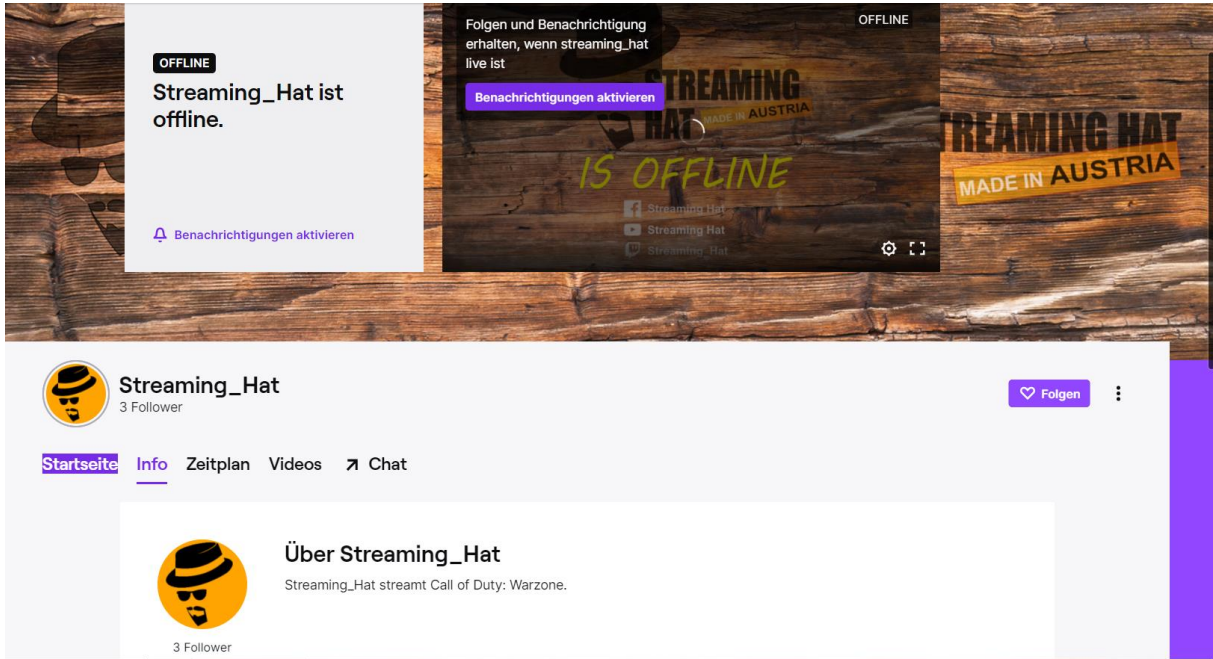 OFFLINE
Streaming_Hat ist
offline.
Benachrichtigungen aktivieren
Folgen und Benachrichtigung
erhalten, wenn streaming_hat
live ist
Benachrichtigungen aktivieren
OFFLINE
STREAMING
HAT
MADE IN AUSTRIA
IS OFFLINE
Streaming Hat
Streaming Hat
Streaming_Hat
STREAMING HAT
MADE IN AUSTRIA
Streaming_Hat
3 Follower
Folgen
Startseite Info Zeitplan Videos Chat
Über Streaming_Hat
Streaming_Hat streamt Call of Duty: Warzone.
3 Follower